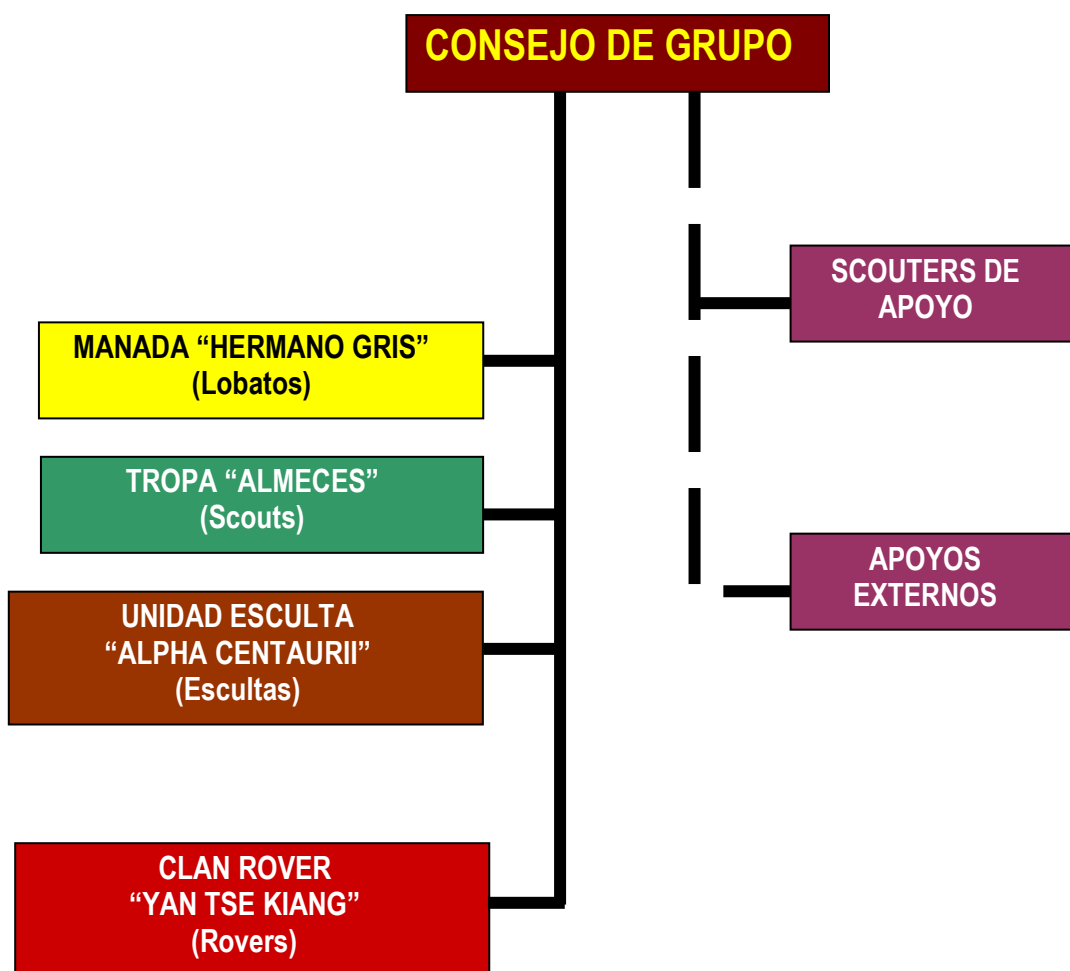 CONSEJO DE GRUPO
SCOUTERS DE
APOYO
MANADA “HERMANO GRIS”
(Lobatos)
TROPA “ALMECES”
(Scouts)
APOYOS
EXTERNOS
UNIDAD ESCULTA
“ALPHA CENTAURII”
(Escultas)
CLAN ROVER
“YAN TSE KIANG”
(Rovers)